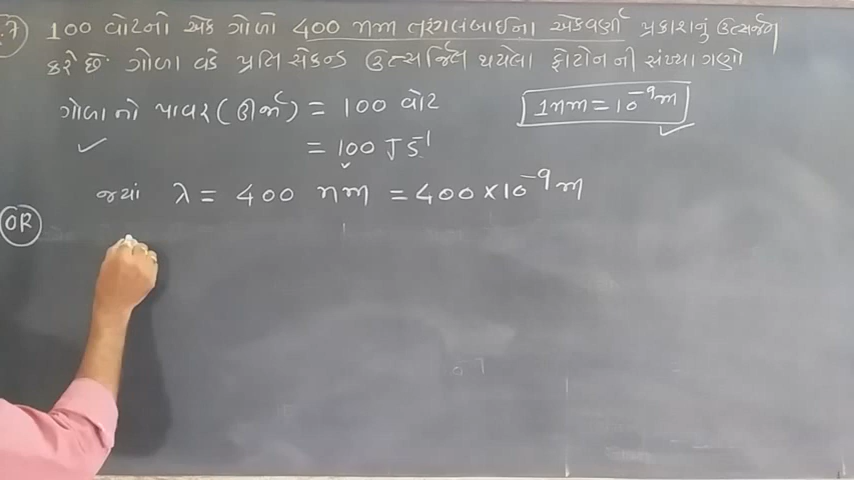 .7) 100 વોટનો એક ગોળો 400 nm તરંગલંબાઈના એકવર્ણી પ્રકાશનું ઉત્સર્જન
કરે છે. ગોળા વડે પ્રતિ સેકન્ડ ઉત્સર્જિત થયેલા ફોટોન ની સંખ્યા ગણો
ગોળાનો પાવર (ઊર્જા) = 100 વોટ
1nm = 10⁻⁹m
= 100 J s⁻¹
જ્યાં λ = 400 nm = 400 × 10⁻⁹ m
OR